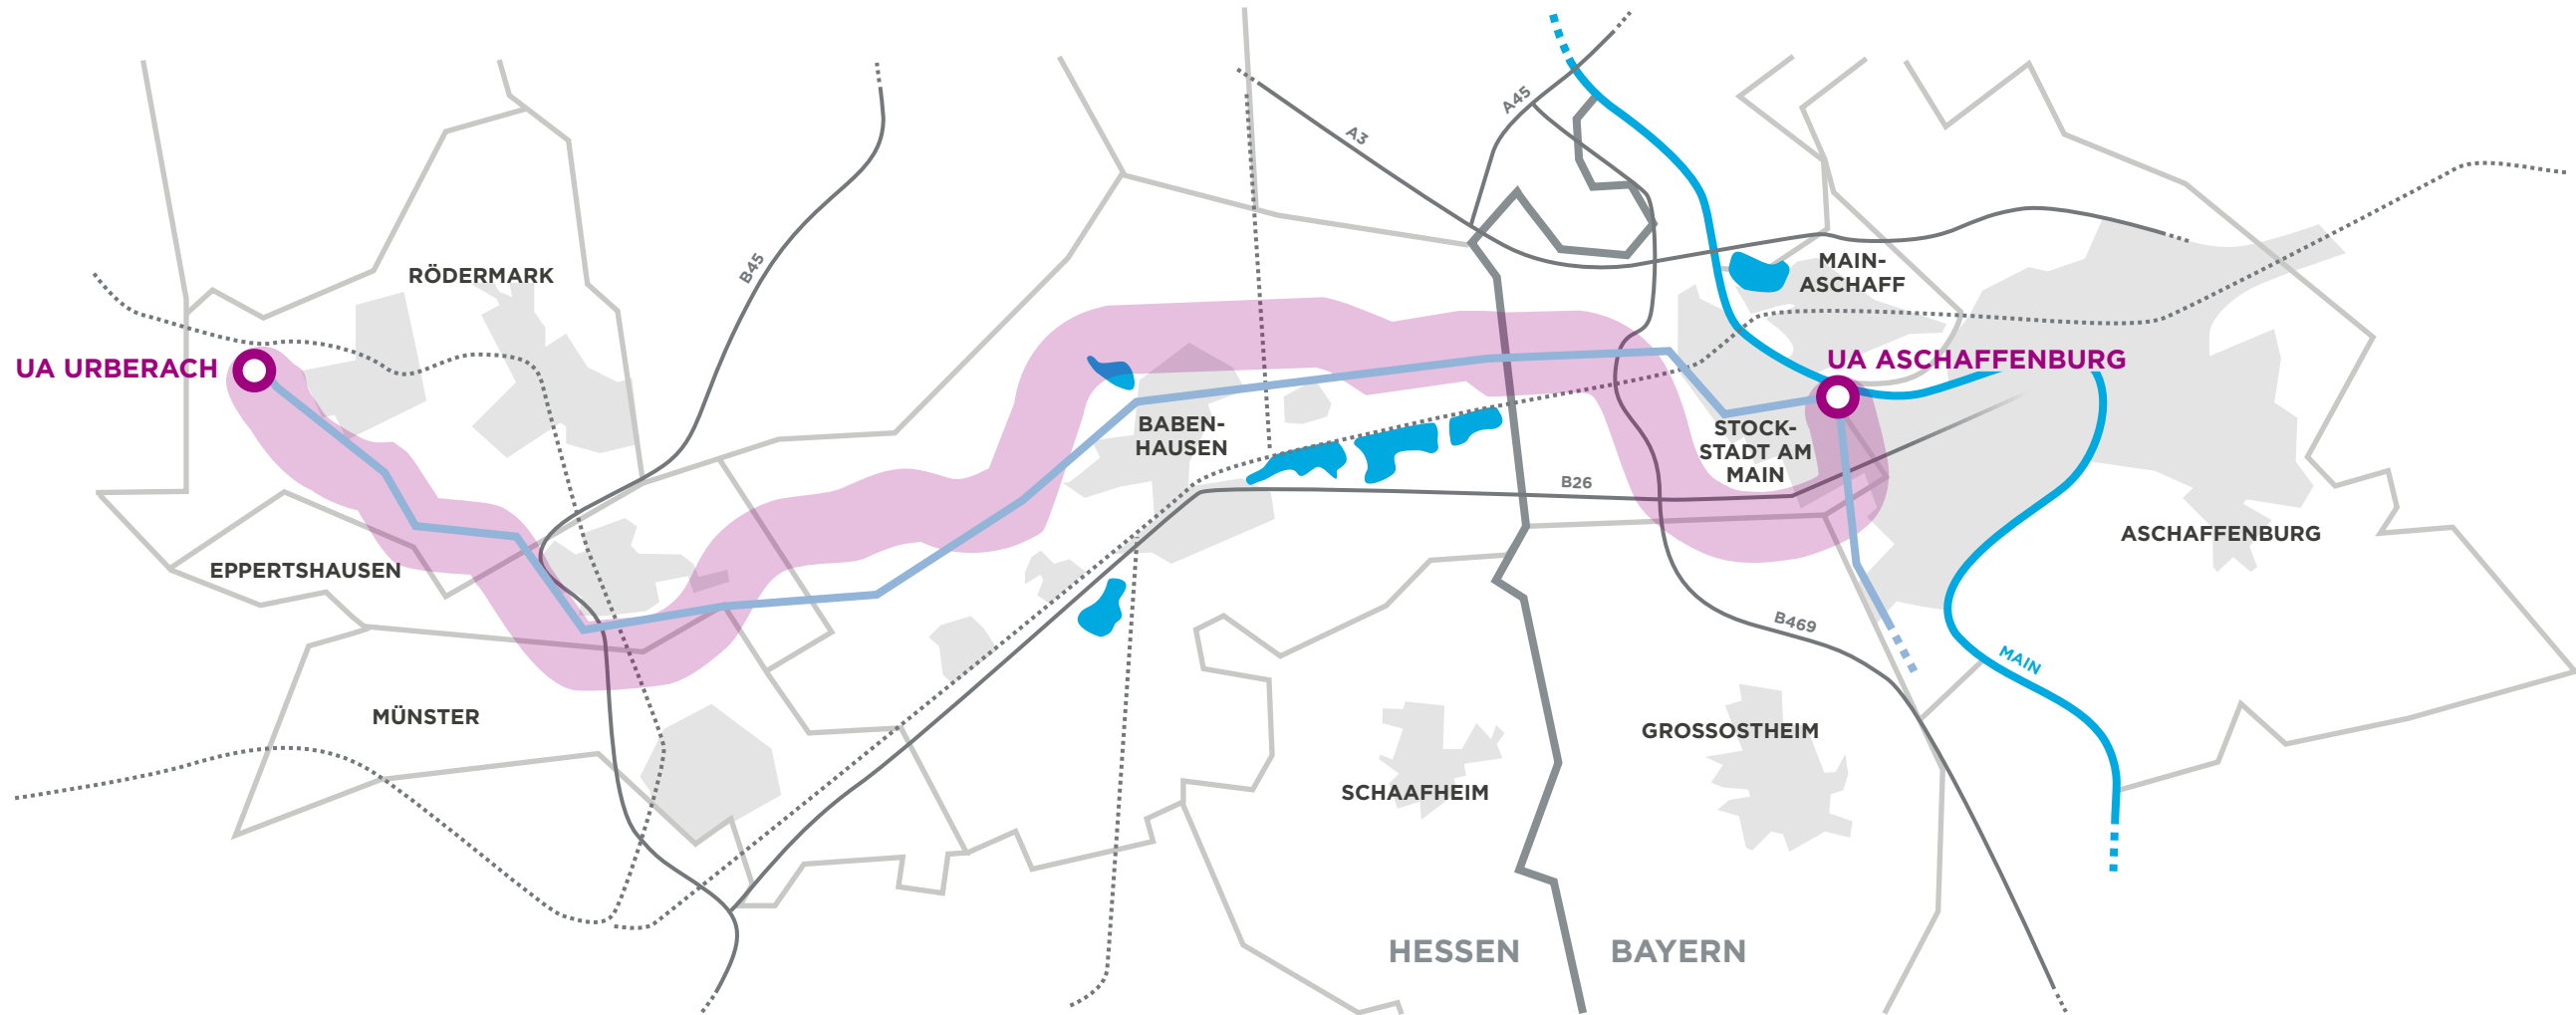 A45
A3
B45
RÖDERMARK
MAIN-
ASCHAFF
UA URBERACH
UA ASCHAFFENBURG
BABEN-
HAUSEN
STOCK-
STADT AM
MAIN
B26
ASCHAFFENBURG
EPPERTSHAUSEN
B469
MAIN
MÜNSTER
GROSSOSTHEIM
SCHAAFHEIM
HESSEN
BAYERN